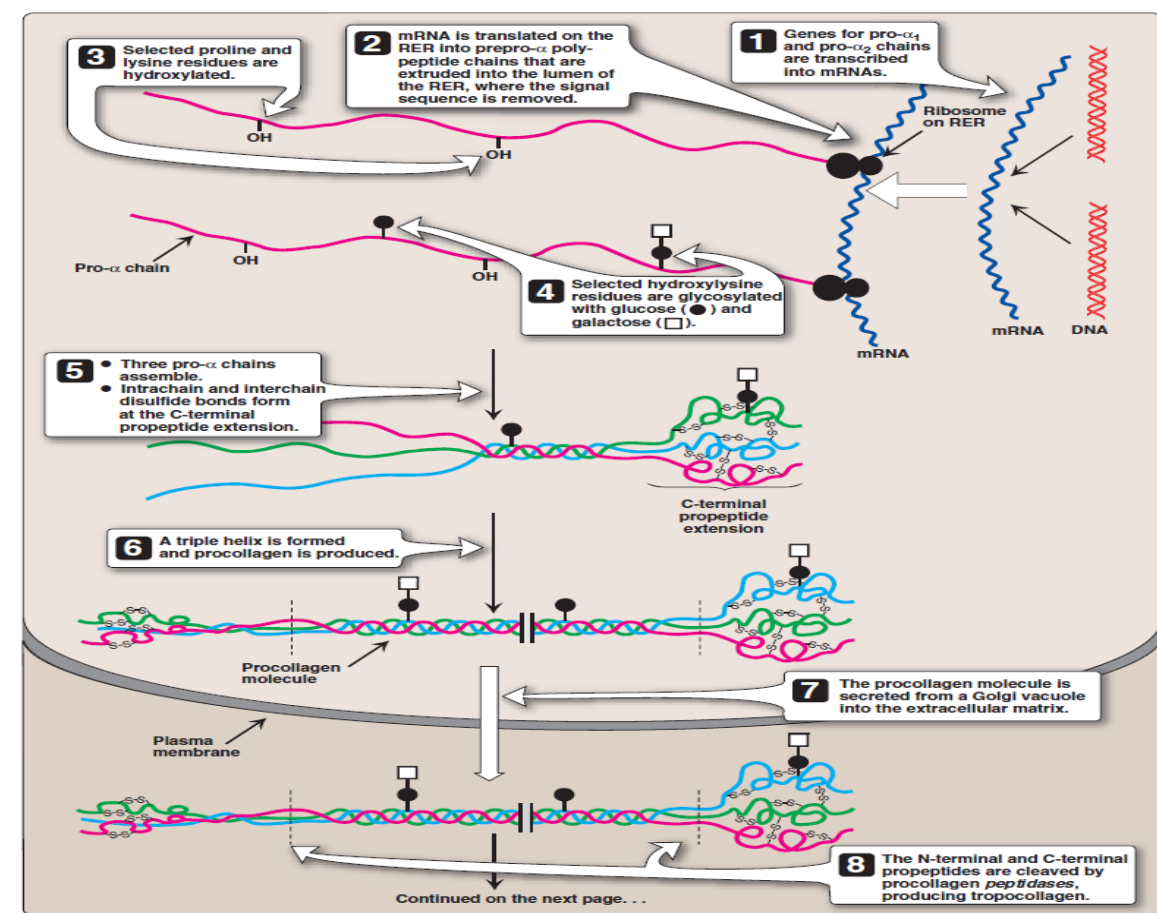 3 Selected proline and
lysine residues are
hydroxylated.
2 mRNA is translated on the
RER into prepro-α poly-
peptide chains that are
extruded into the lumen of
the RER, where the signal
sequence is removed.
1 Genes for pro-α1
and pro-α2 chains
are transcribed
into mRNAs.
Ribosome
on RER
OH
OH
Pro-α chain
OH
OH
4 Selected hydroxylysine
residues are glycosylated
with glucose (●) and
galactose (□).
mRNA
DNA
mRNA
5 ● Three pro-α chains
assemble.
● Intrachain and interchain
disulfide bonds form
at the C-terminal
propeptide extension.
-S-S-
-S-S-
-S-S-
-S-S-
-S-S-
-S-S-
C-terminal
propeptide
extension
6 A triple helix is formed
and procollagen is produced.
-S-S-
S-S
S-S
S-S
-S-S-
-S-S-
-S-S-
-S-S-
-S-S-
-S-S-
Procollagen
molecule
7 The procollagen molecule is
secreted from a Golgi vacuole
into the extracellular matrix.
Plasma
membrane
-S-S-
S-S
S-S
S-S
-S-S-
-S-S-
-S-S-
-S-S-
-S-S-
-S-S-
8 The N-terminal and C-terminal
propeptides are cleaved by
procollagen peptidases,
producing tropocollagen.
Continued on the next page. . .